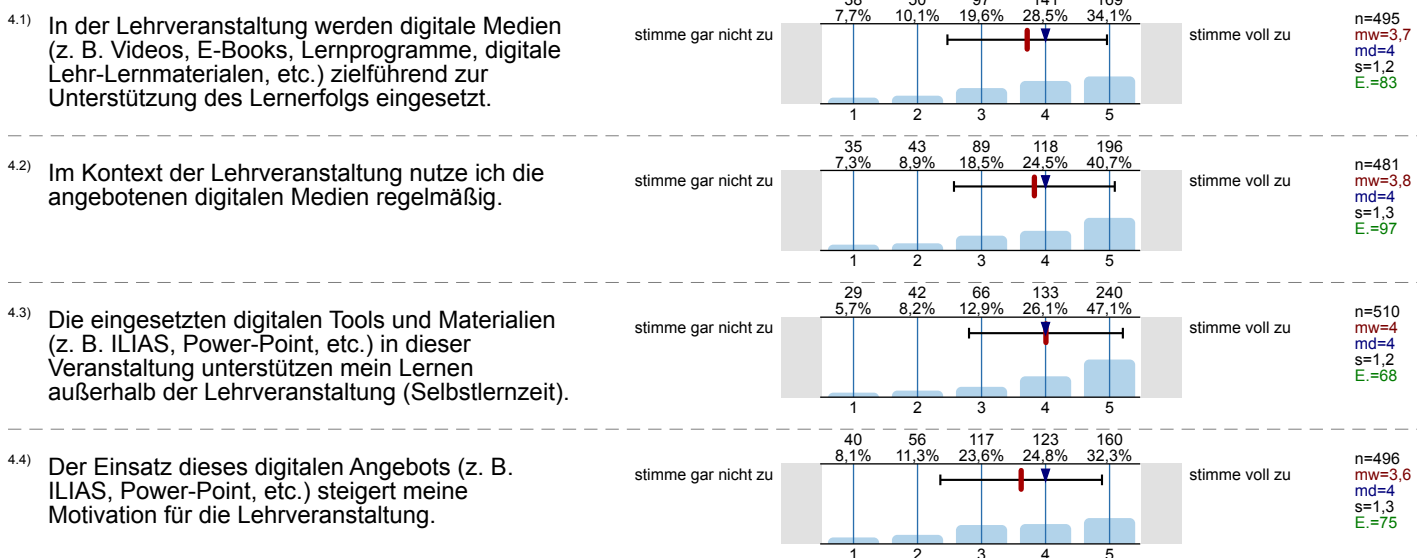 38 50 97 141 169
4.1) In der Lehrveranstaltung werden digitale Medien
(z. B. Videos, E-Books, Lernprogramme, digitale
Lehr-Lernmaterialen, etc.) zielführend zur
Unterstützung des Lernerfolgs eingesetzt.
7,7% 10,1% 19,6% 28,5% 34,1%
stimme gar nicht zu
stimme voll zu
1 2 3 4 5
n=495
mw=3,7
md=4
s=1,2
E.=83
4.2) Im Kontext der Lehrveranstaltung nutze ich die
angebotenen digitalen Medien regelmäßig.
35 43 89 118 196
7,3% 8,9% 18,5% 24,5% 40,7%
stimme gar nicht zu
stimme voll zu
1 2 3 4 5
n=481
mw=3,8
md=4
s=1,3
E.=97
4.3) Die eingesetzten digitalen Tools und Materialien
(z. B. ILIAS, Power-Point, etc.) in dieser
Veranstaltung unterstützen mein Lernen
außerhalb der Lehrveranstaltung (Selbstlernzeit).
29 42 66 133 240
5,7% 8,2% 12,9% 26,1% 47,1%
stimme gar nicht zu
stimme voll zu
1 2 3 4 5
n=510
mw=4
md=4
s=1,2
E.=68
4.4) Der Einsatz dieses digitalen Angebots (z. B.
ILIAS, Power-Point, etc.) steigert meine
Motivation für die Lehrveranstaltung.
40 56 117 123 160
8,1% 11,3% 23,6% 24,8% 32,3%
stimme gar nicht zu
stimme voll zu
1 2 3 4 5
n=496
mw=3,6
md=4
s=1,3
E.=75